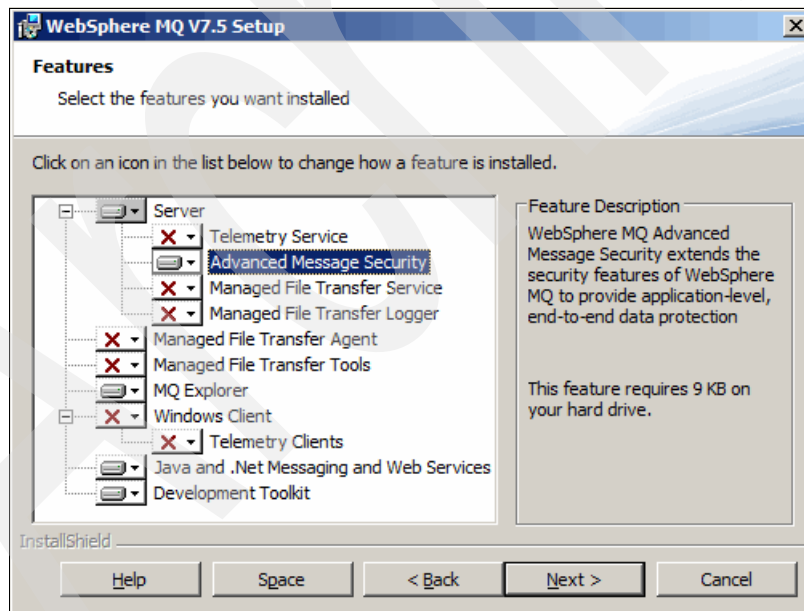 WebSphere MQ V7.5 Setup
Features
Select the features you want installed
Click on an icon in the list below to change how a feature is installed.
Server
Telemetry Service
Advanced Message Security
Managed File Transfer Service
Managed File Transfer Logger
Managed File Transfer Agent
Managed File Transfer Tools
MQ Explorer
Windows Client
Telemetry Clients
Java and .Net Messaging and Web Services
Development Toolkit
Feature Description
WebSphere MQ Advanced
Message Security extends the
security features of WebSphere
MQ to provide application-level,
end-to-end data protection
This feature requires 9 KB on
your hard drive.
InstallShield
Help
Space
< Back
Next >
Cancel